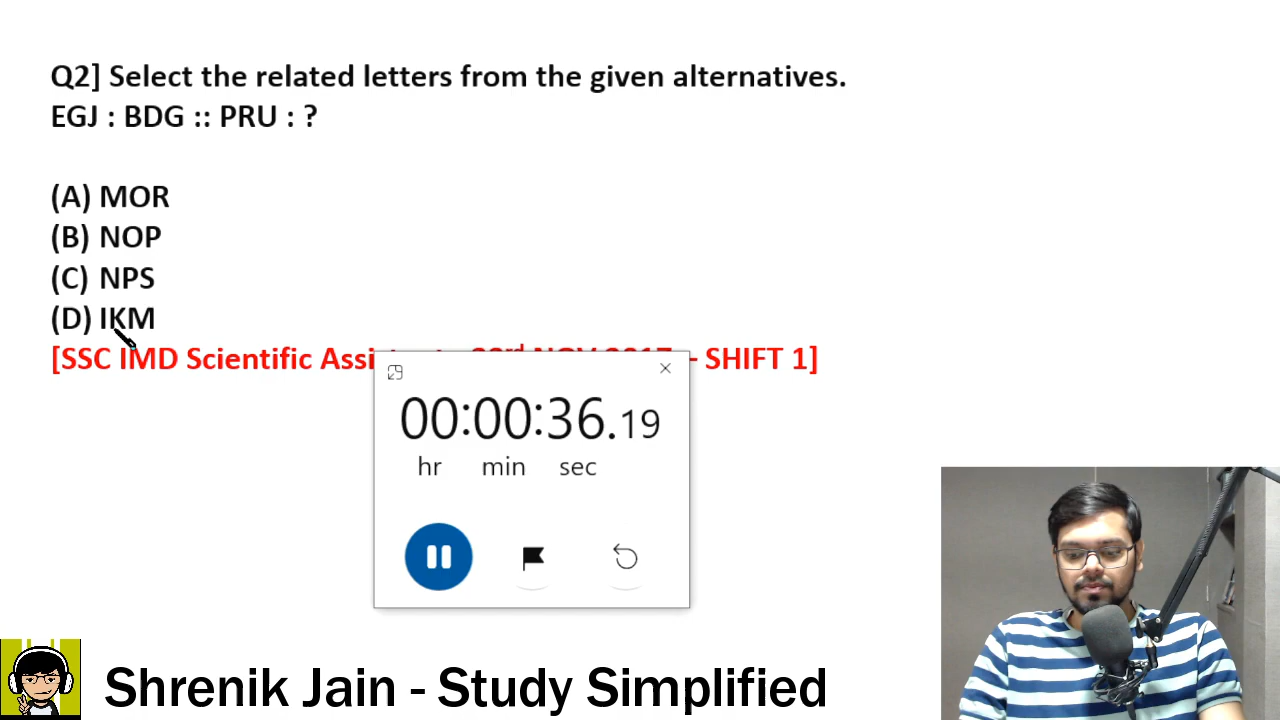 Q2] Select the related letters from the given alternatives.
EGJ : BDG :: PRU : ?
(A) MOR
(B) NOP
(C) NPS
(D) IKM
[SSC IMD Scientific - SHIFT 1]
00:00:36.19
hr min sec
Shrenik Jain - Study Simplified